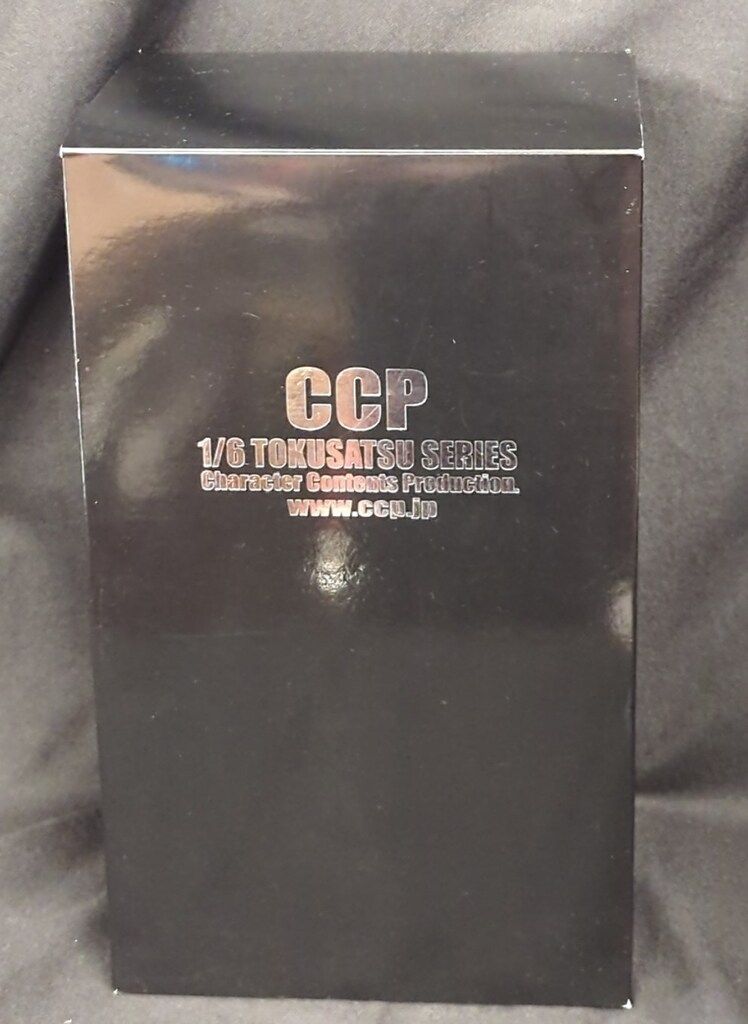 CCP
1/6 TOKUSATSU SERIES
Character Contents Production.
www.ccp.jp